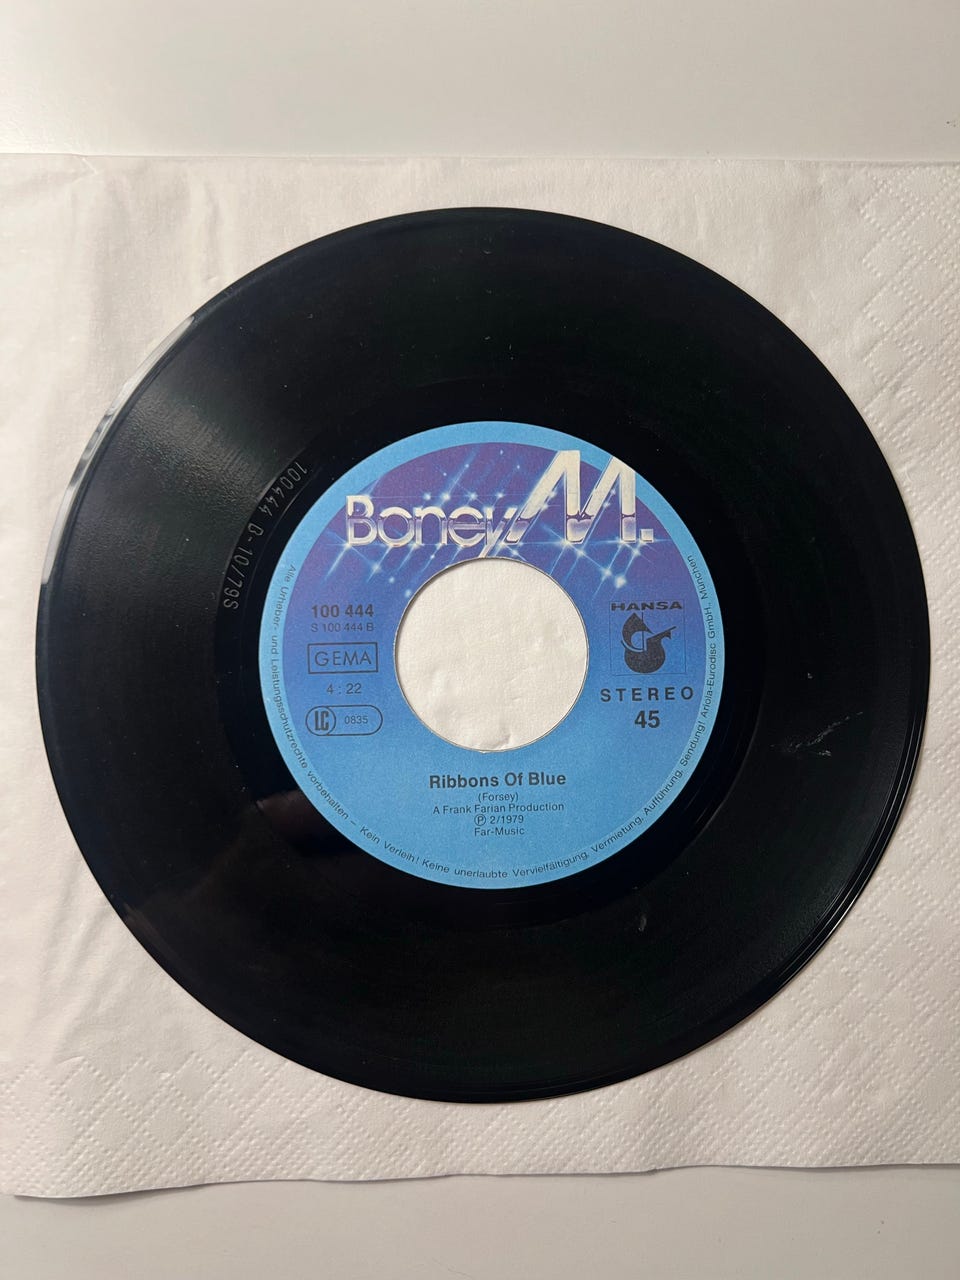 Boney M.
100 444
S 100 444 B
GEMA
4 : 22
LC 0835
HANSA
STEREO
45
Ribbons Of Blue
(Forsey)
A Frank Farian Production
Ⓟ 2/1979
Far-Music
Alle Urheber- und Leistungsschutzrechte vorbehalten – Kein Verleih! Keine unerlaubte Vervielfältigung, Vermietung, Aufführung, Sendung! Ariola-Eurodisc GmbH., München
100444 B-10/79S